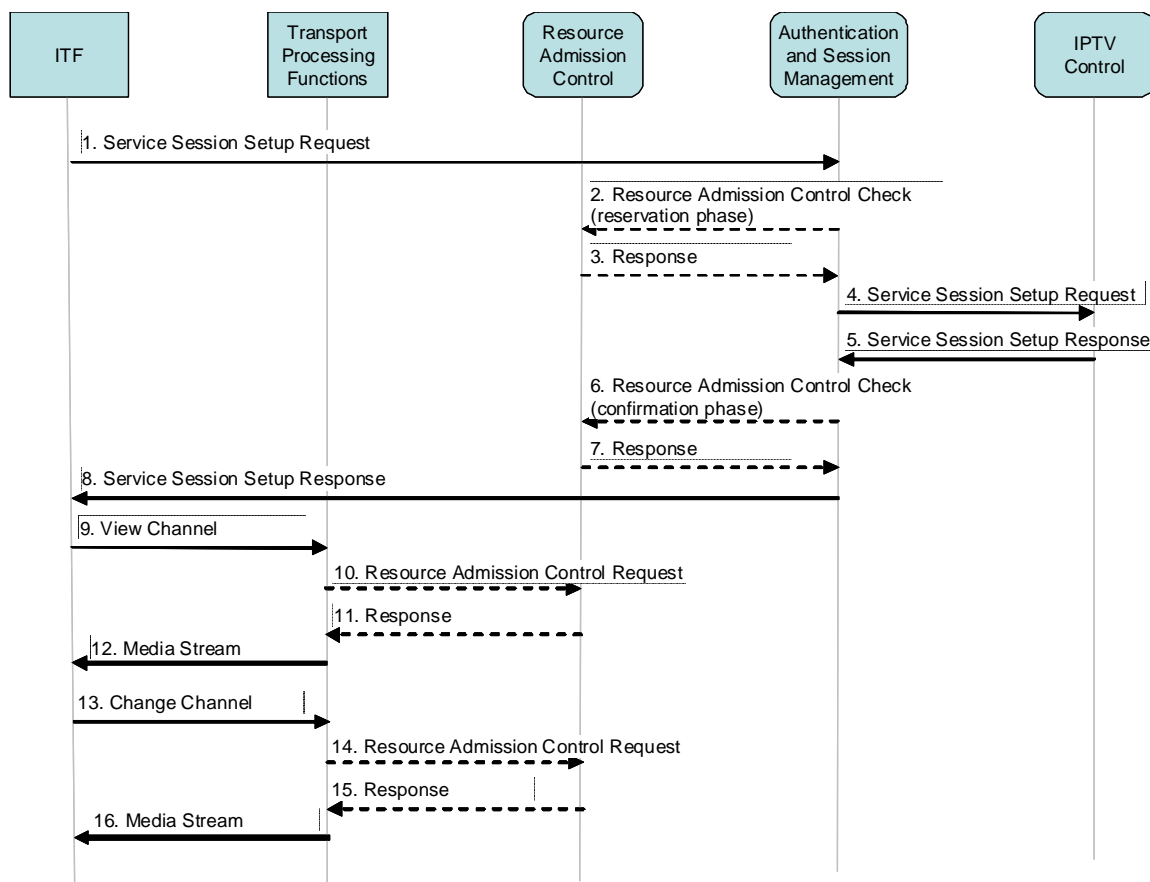 ITF
Transport
Processing
Functions
Resource
Admission
Control
Authentication
and Session
Management
IPTV
Control
1. Service Session Setup Request
2. Resource Admission Control Check
(reservation phase)
3. Response
4. Service Session Setup Request
5. Service Session Setup Response
6. Resource Admission Control Check
(confirmation phase)
7. Response
8. Service Session Setup Response
9. View Channel
10. Resource Admission Control Request
11. Response
12. Media Stream
13. Change Channel
14. Resource Admission Control Request
15. Response
16. Media Stream